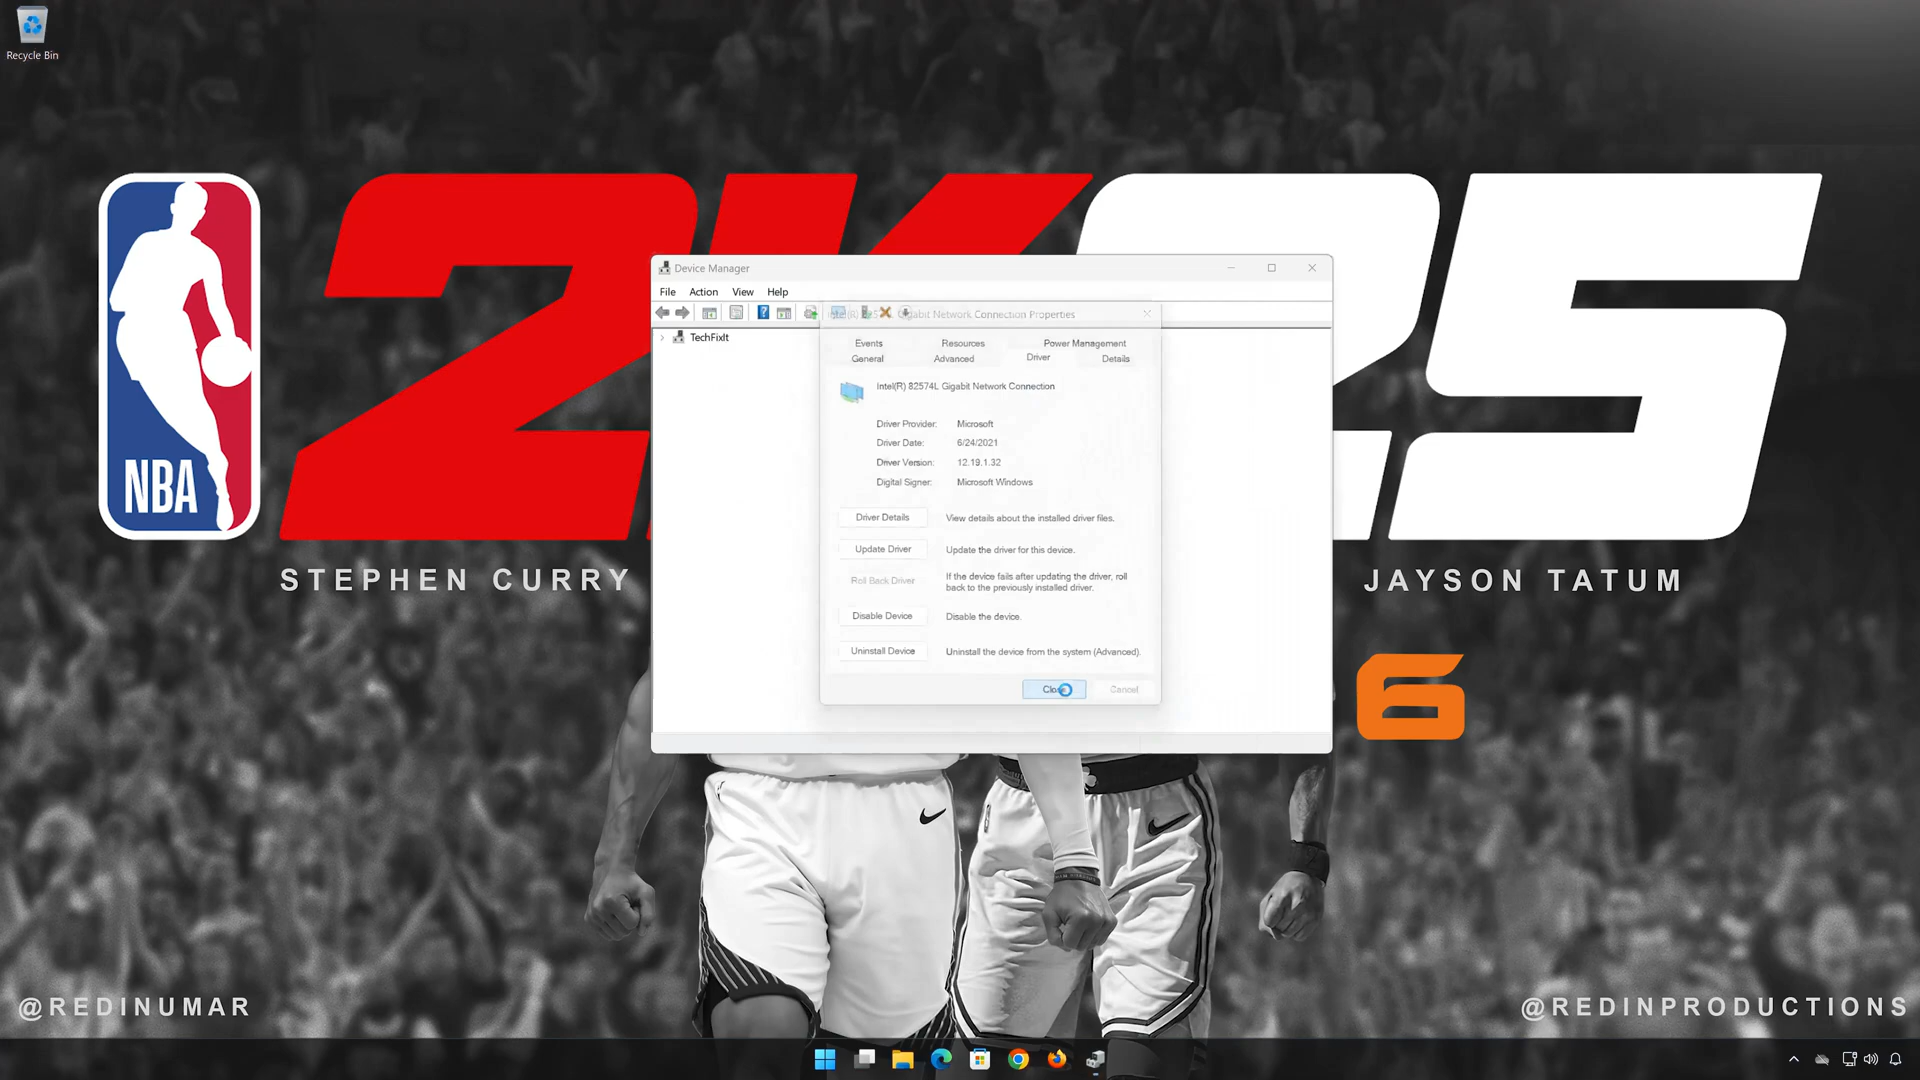 Recycle Bin
2K25
NBA
STEPHEN CURRY
JAYSON TATUM
6
@REDINUMAR
@REDINPRODUCTIONS
Device Manager
File Action View Help
TechFixIt
Gigabit Network Connection Properties
Events Resources Power Management
General Advanced Driver Details
Intel(R) 82574L Gigabit Network Connection
Driver Provider: Microsoft
Driver Date: 6/24/2021
Driver Version: 12.19.1.32
Digital Signer: Microsoft Windows
Driver Details View details about the installed driver files.
Update Driver Update the driver for this device.
Roll Back Driver If the device fails after updating the driver, roll
back to the previously installed driver.
Disable Device Disable the device.
Uninstall Device Uninstall the device from the system (Advanced).
Close Cancel